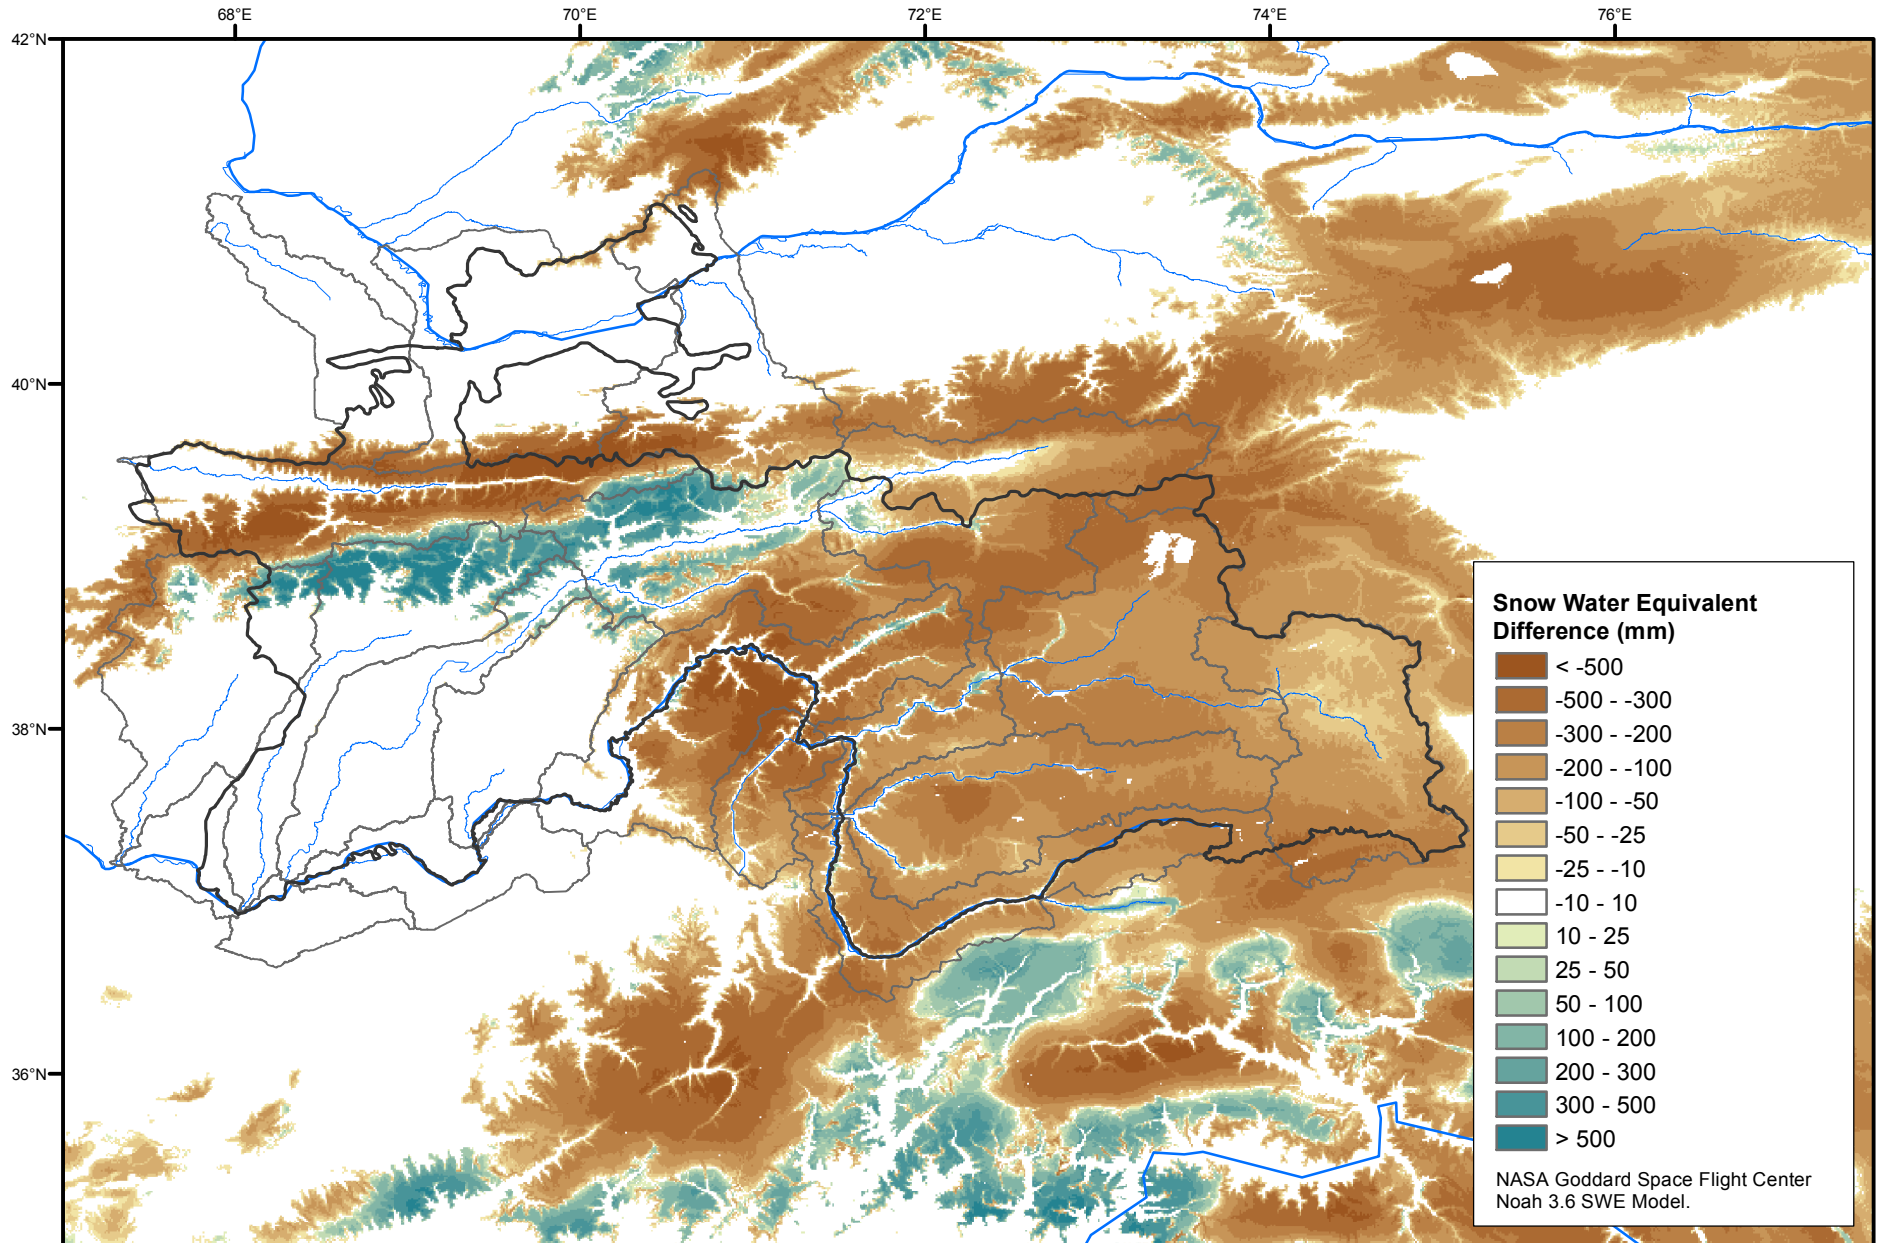 68°E
70°E
72°E
74°E
76°E
42°N
40°N
38°N
36°N
Snow Water Equivalent
Difference (mm)
< -500
-500 - -300
-300 - -200
-200 - -100
-100 - -50
-50 - -25
-25 - -10
-10 - 10
10 - 25
25 - 50
50 - 100
100 - 200
200 - 300
300 - 500
> 500
NASA Goddard Space Flight Center
Noah 3.6 SWE Model.